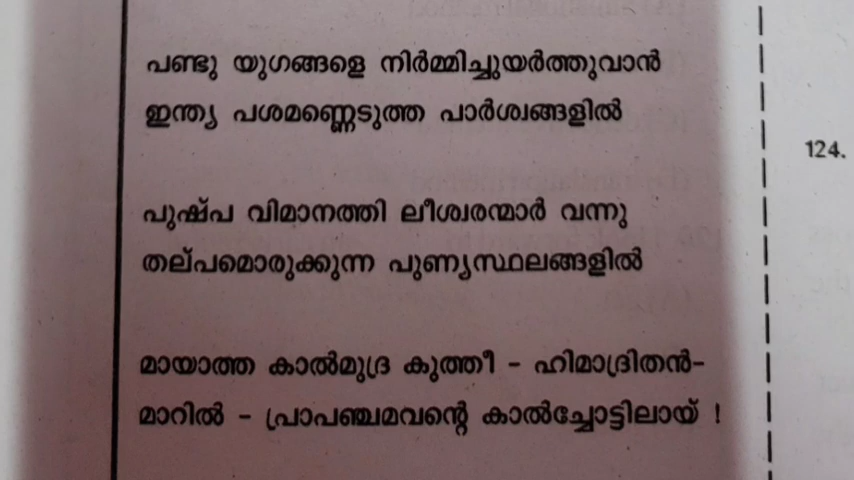 പണ്ടു യുഗങ്ങളെ നിർമ്മിച്ചുയർത്തുവാൻ
ഇന്ത്യ പശമണ്ണെടുത്ത പാർശ്വങ്ങളിൽ
പുഷ്പ വിമാനത്തി ലീശ്വരന്മാർ വന്നു
തല്പമൊരുക്കുന്ന പുണ്യസ്ഥലങ്ങളിൽ
മായാത്ത കാൽമുദ്ര കുത്തീ - ഹിമാദ്രിതൻ-
മാറിൽ - പ്രാപഞ്ചമവന്റെ കാൽച്ചോട്ടിലായ് !
124.